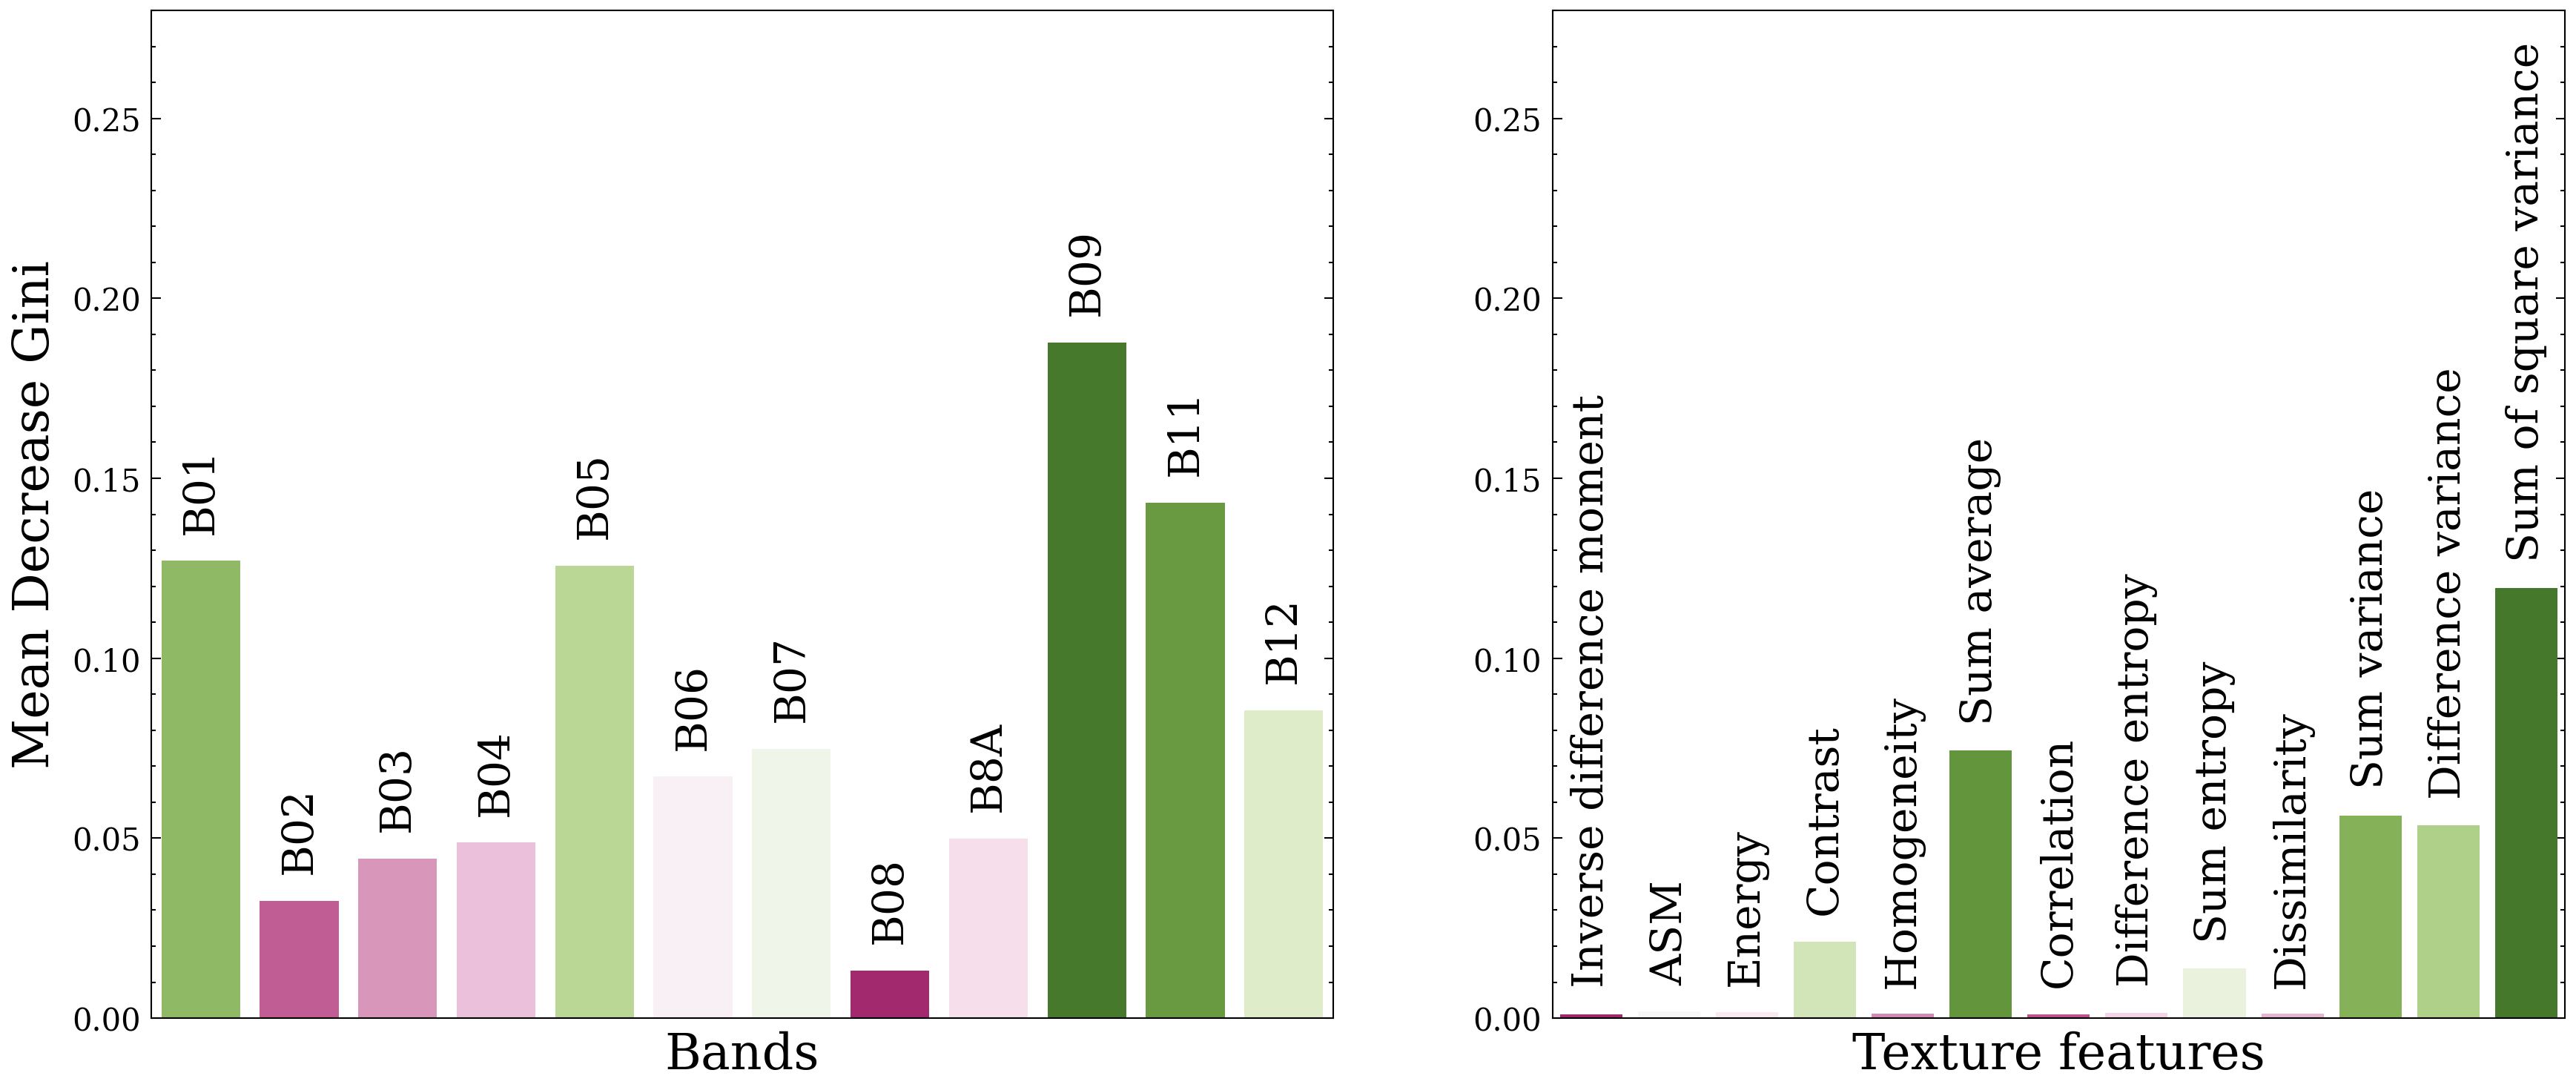 Mean Decrease Gini
0.25
0.20
0.15
0.10
0.05
0.00
B01
B02
B03
B04
B05
B06
B07
B08
B8A
B09
B11
B12
Bands
0.25
0.20
0.15
0.10
0.05
0.00
Inverse difference moment
ASM
Energy
Contrast
Homogeneity
Sum average
Correlation
Difference entropy
Sum entropy
Dissimilarity
Sum variance
Difference variance
Sum of square variance
Texture features